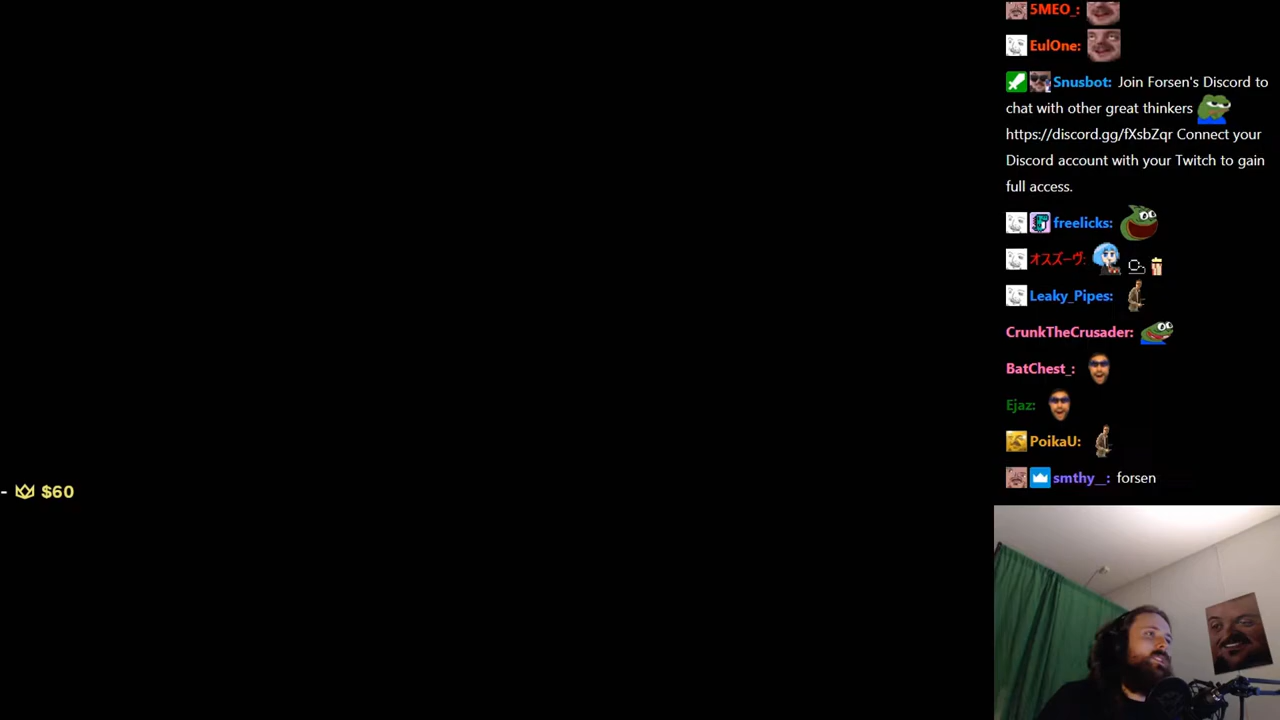 5MEO_:
EulOne:
Snusbot: Join Forsen's Discord to
chat with other great thinkers
https://discord.gg/fXsbZqr Connect your
Discord account with your Twitch to gain
full access.
freelicks:
オスズーヴ:
Leaky_Pipes:
CrunkTheCrusader:
BatChest_:
Ejaz:
PoikaU:
- $60
smthy__: forsen